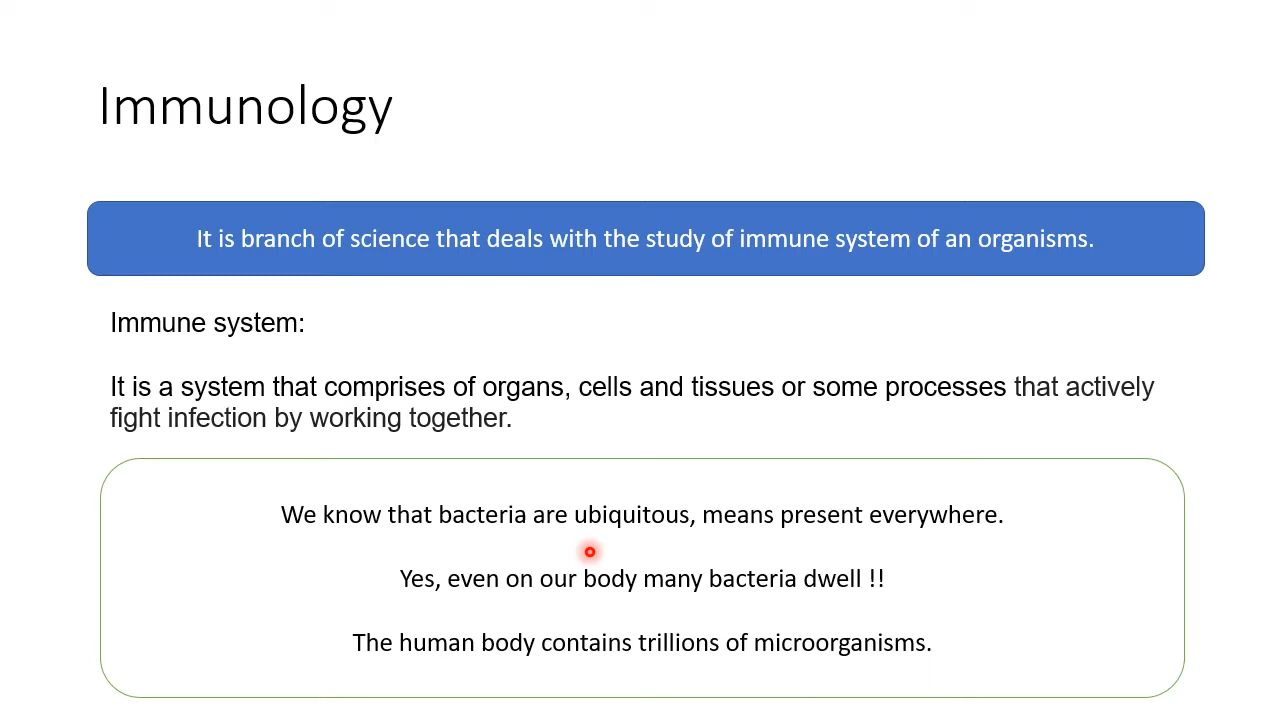 Immunology
It is branch of science that deals with the study of immune system of an organisms.
Immune system:
It is a system that comprises of organs, cells and tissues or some processes that actively
fight infection by working together.
We know that bacteria are ubiquitous, means present everywhere.
Yes, even on our body many bacteria dwell !!
The human body contains trillions of microorganisms.